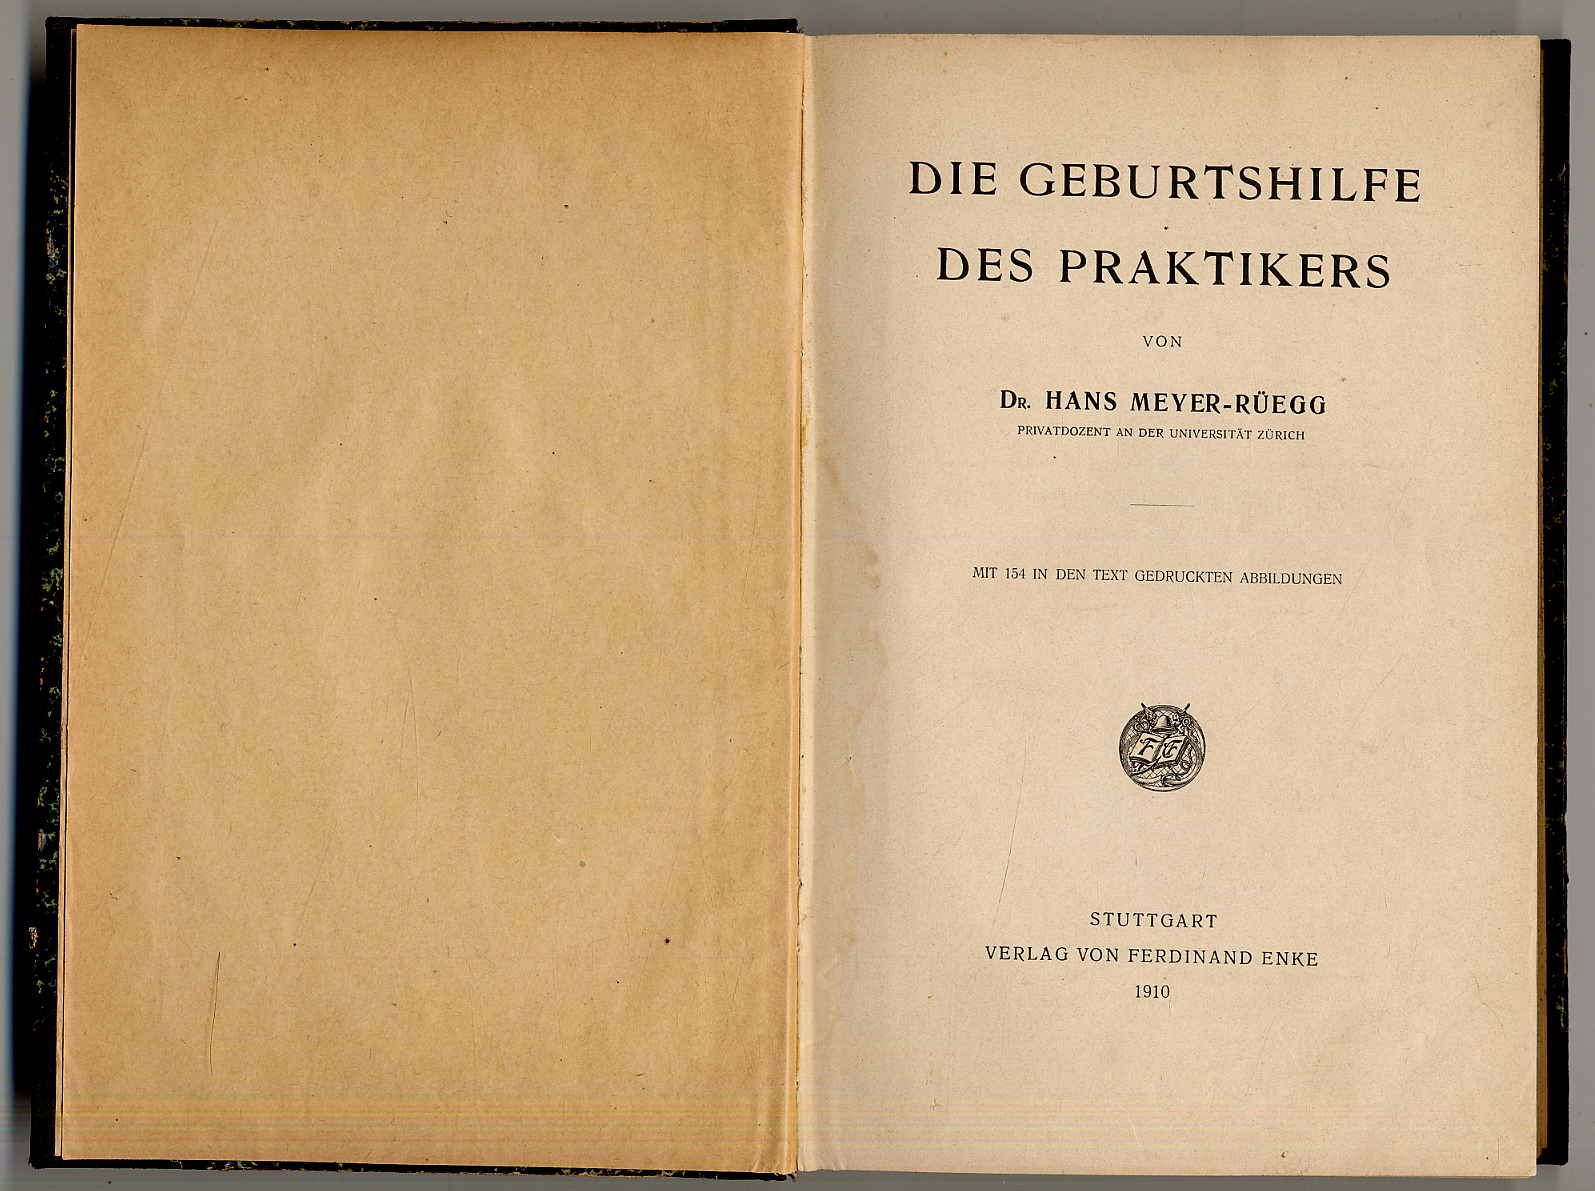 DIE GEBURTSHILFE
DES PRAKTIKERS
VON
DR. HANS MEYER-RÜEGG
PRIVATDOZENT AN DER UNIVERSITÄT ZÜRICH
MIT 154 IN DEN TEXT GEDRUCKTEN ABBILDUNGEN
F E
STUTTGART
VERLAG VON FERDINAND ENKE
1910